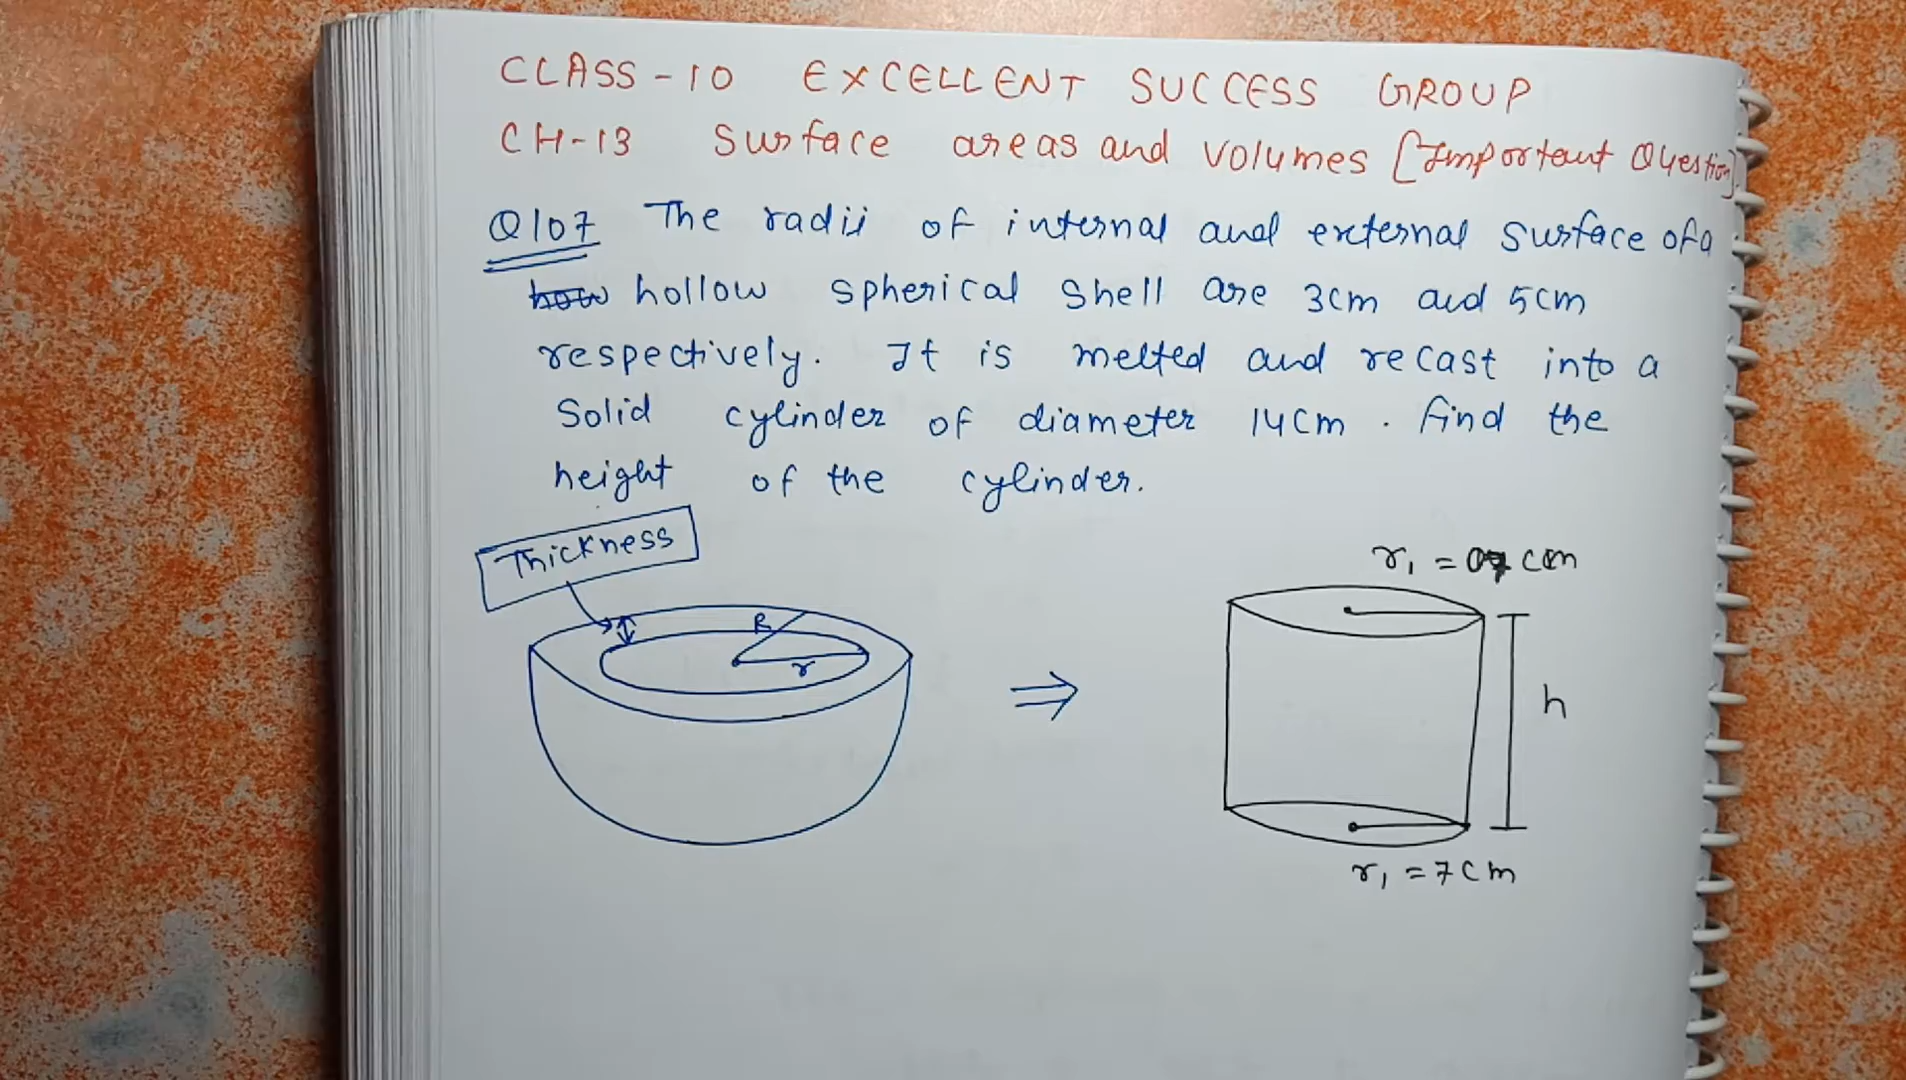 CLASS-10 EXCELLENT SUCCESS GROUP
CH-13 Surface areas and volumes [Important Question]
Q107 The radii of internal and external surface of a
hollow spherical shell are 3cm and 5cm
respectively. It is melted and recast into a
Solid cylinder of diameter 14cm. find the
height of the cylinder.
Thickness
r₁ = 7 cm
R
r
⇒
h
r₁ = 7cm